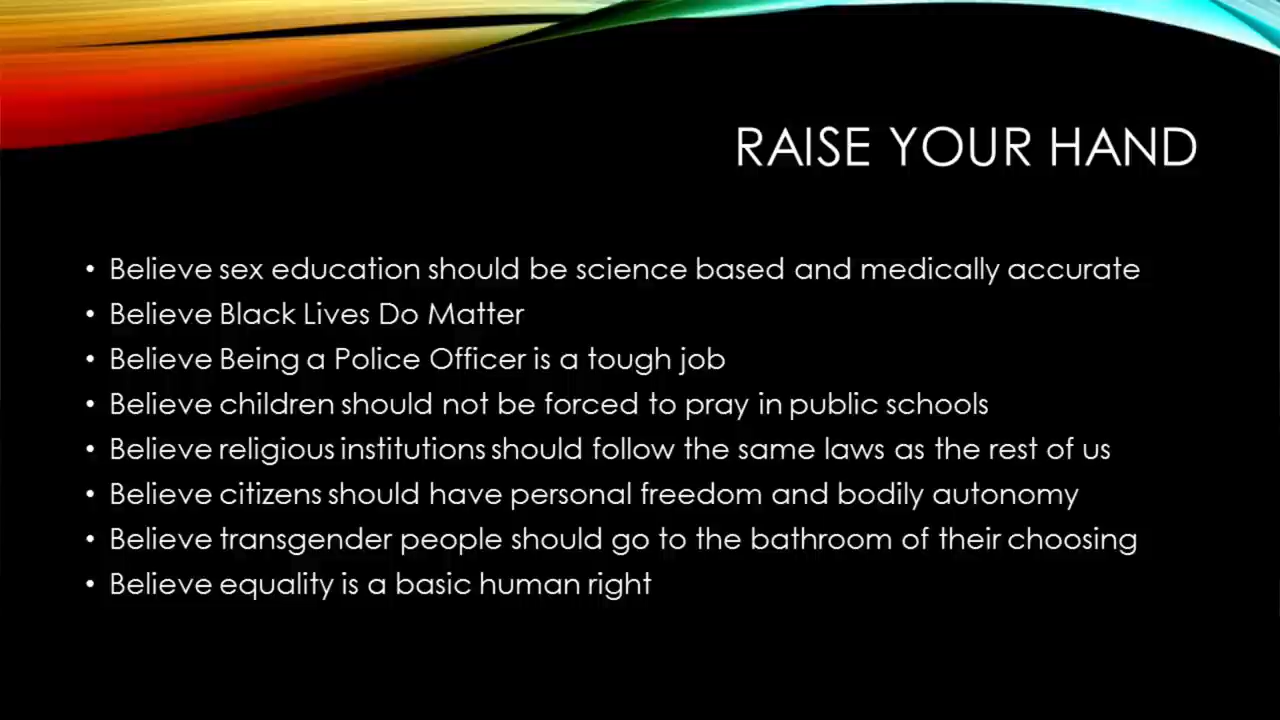 RAISE YOUR HAND
• Believe sex education should be science based and medically accurate
• Believe Black Lives Do Matter
• Believe Being a Police Officer is a tough job
• Believe children should not be forced to pray in public schools
• Believe religious institutions should follow the same laws as the rest of us
• Believe citizens should have personal freedom and bodily autonomy
• Believe transgender people should go to the bathroom of their choosing
• Believe equality is a basic human right